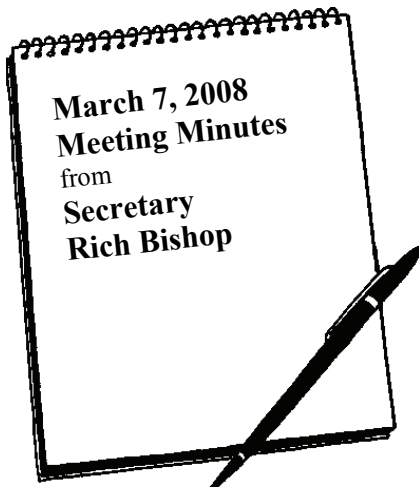 March 7, 2008
Meeting Minutes
from
Secretary
Rich Bishop